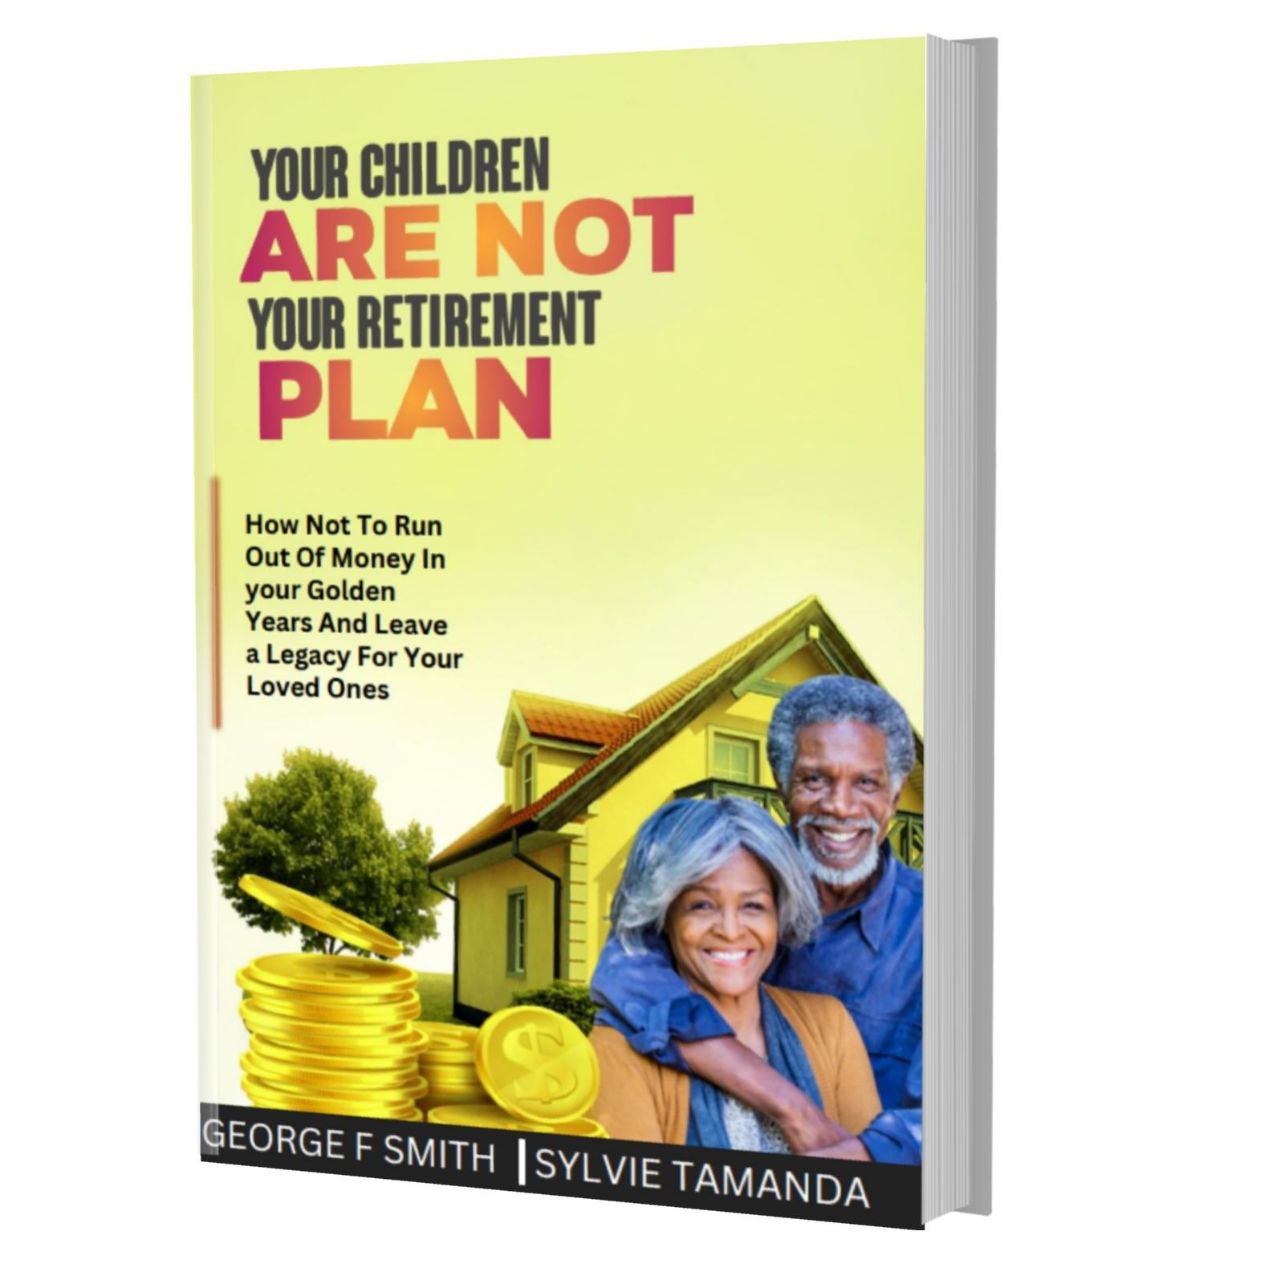 YOUR CHILDREN
ARE NOT
YOUR RETIREMENT
PLAN
How Not To Run
Out Of Money In
your Golden
Years And Leave
a Legacy For Your
Loved Ones
GEORGE F SMITH | SYLVIE TAMANDA